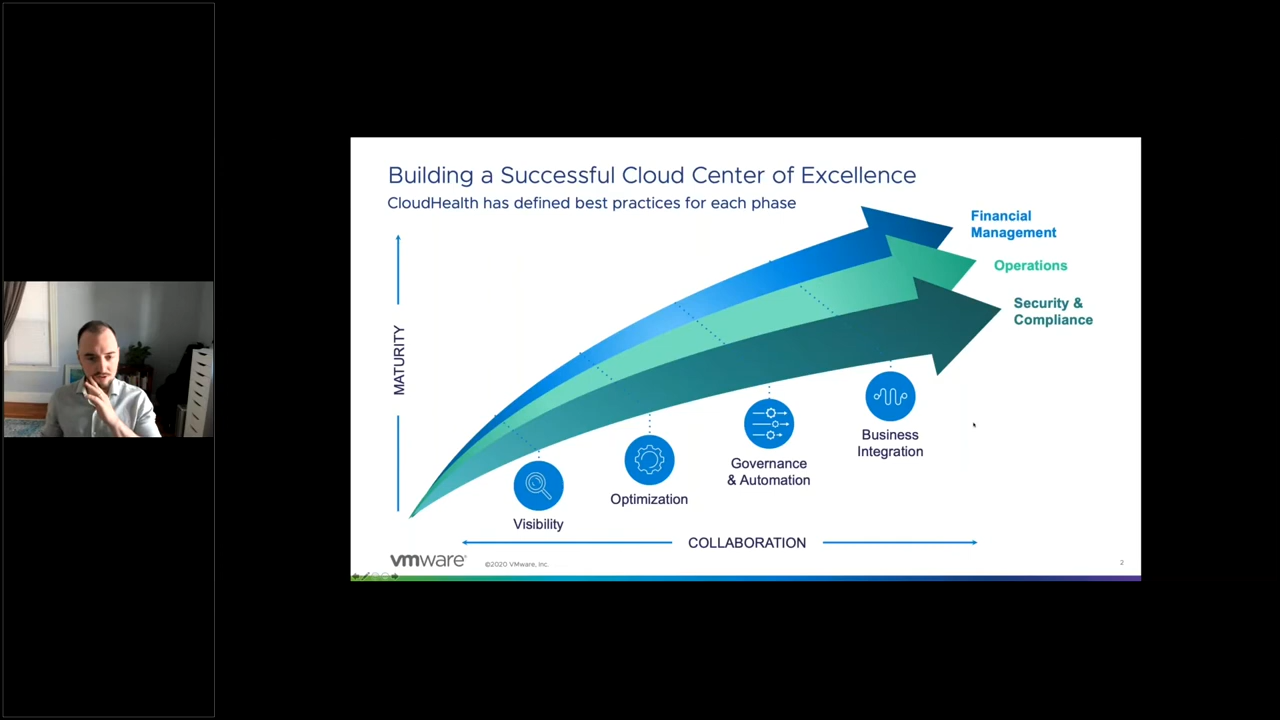 Building a Successful Cloud Center of Excellence
CloudHealth has defined best practices for each phase
Financial
Management
Operations
Security &
Compliance
MATURITY
Visibility
Optimization
Governance
& Automation
Business
Integration
COLLABORATION
vmware®
©2020 VMware, Inc.
2